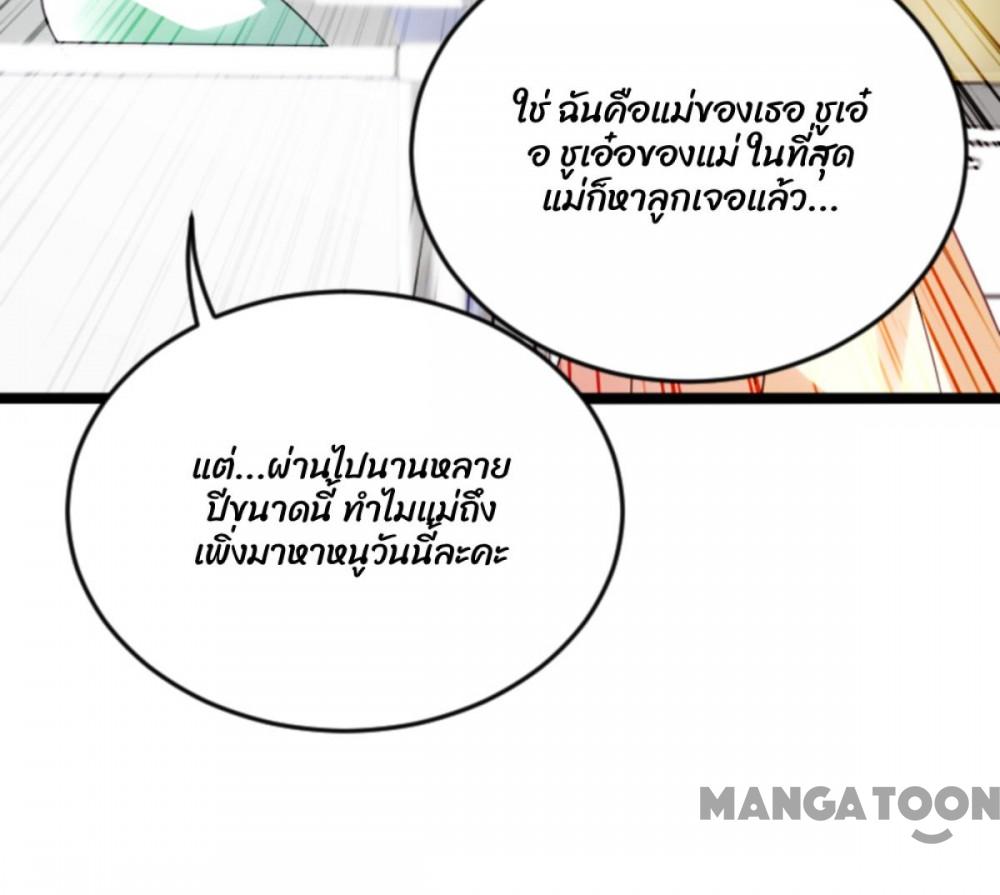 ใช่ ฉันคือแม่ของเธอ ชูเอ๋
อ ชูเอ๋อของแม่ ในที่สุด
แม่ก็หาลูกเจอแล้ว...
แต่...ผ่านไปนานหลาย
ปีขนาดนี้ ทำไมแม่ถึง
เพิ่งมาหาหนูวันนี้ละคะ
MANGATOON